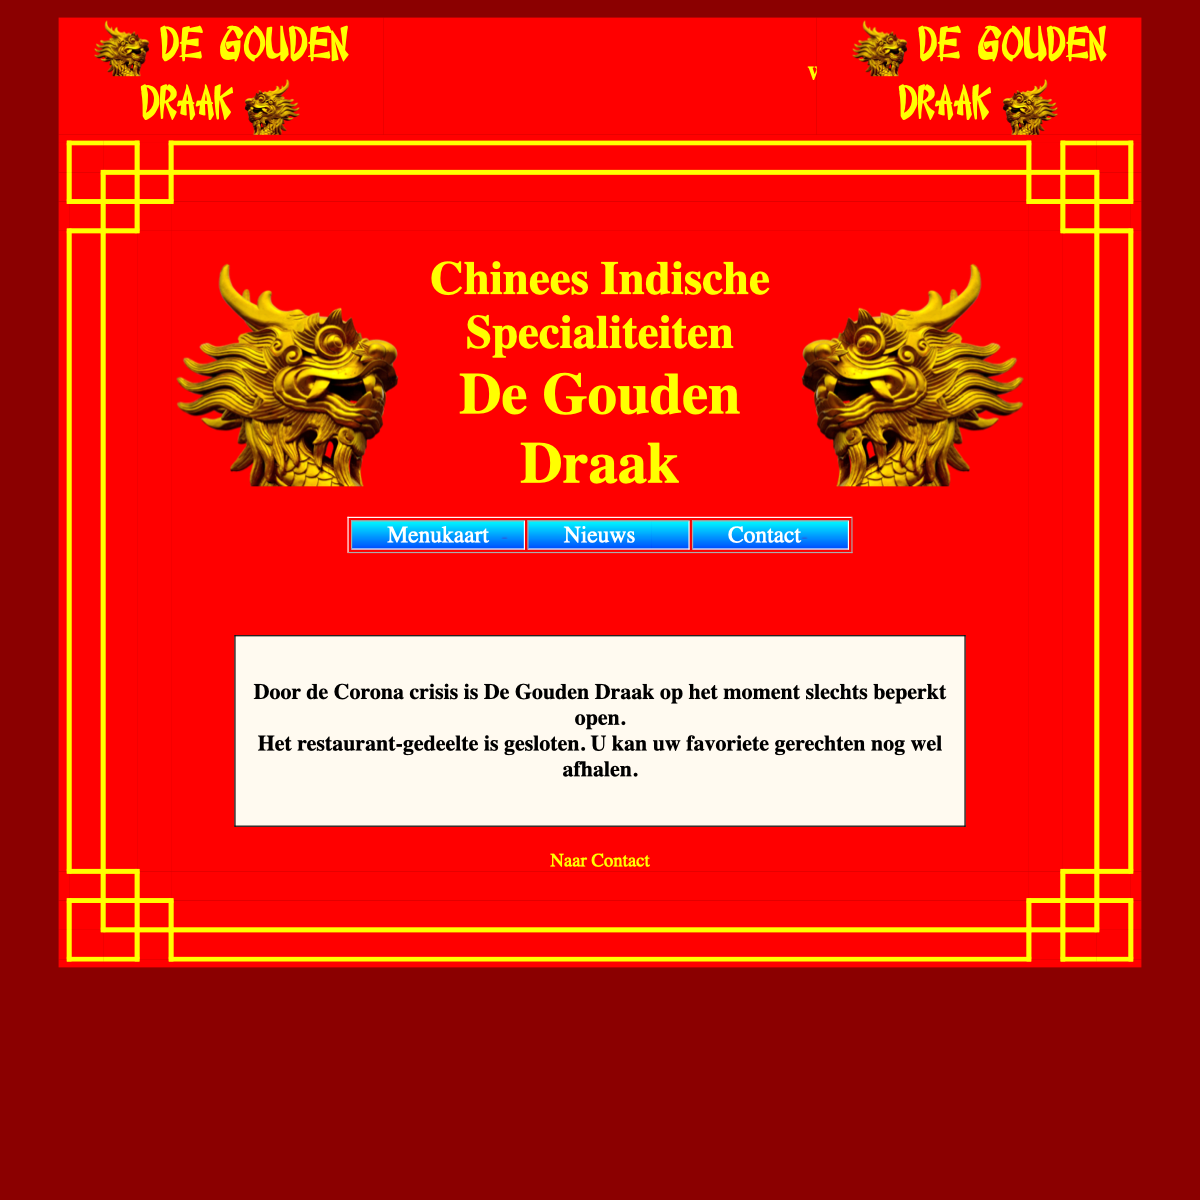 DE GOUDEN
DRAAK
DE GOUDEN
DRAAK
Chinees Indische
Specialiteiten
De Gouden
Draak
Menukaart Nieuws Contact
Door de Corona crisis is De Gouden Draak op het moment slechts beperkt
open.
Het restaurant-gedeelte is gesloten. U kan uw favoriete gerechten nog wel
afhalen.
Naar Contact